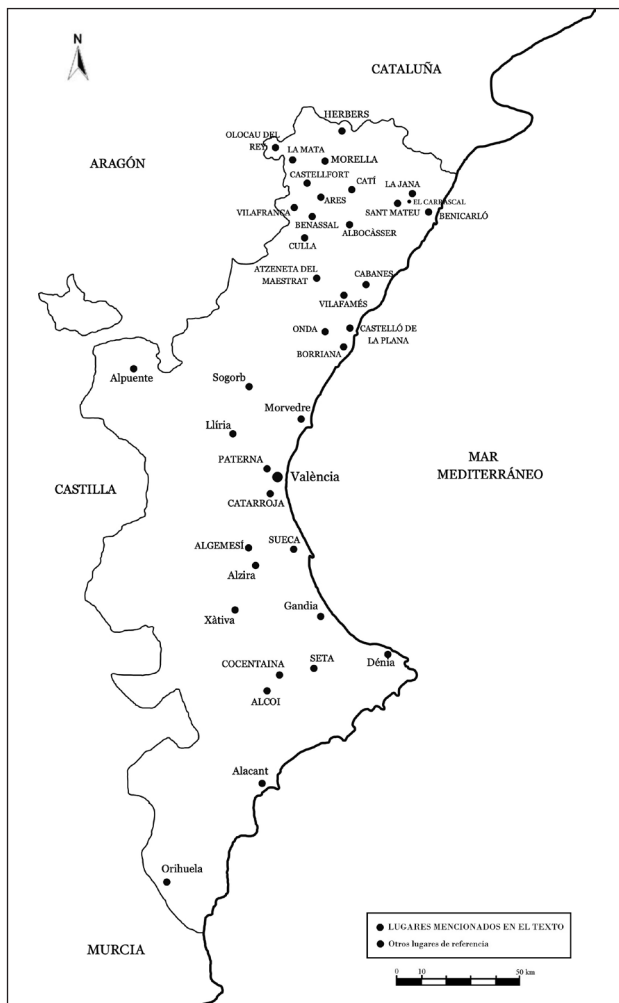 N
CATALUÑA
HERBERS
OLOCAU DEL
REY
LA MATA
ARAGÓN
MORELLA
CASTELLFORT
CATÍ
LA JANA
ARES
EL CARRASCAL
VILAFRANCA
SANT MATEU
BENICARLÓ
BENASSAL
ALBOCÀSSER
CULLA
ATZENETA DEL
MAESTRAT
CABANES
VILAFAMÉS
ONDA
CASTELLÓ DE
LA PLANA
BORRIANA
Alpuente
Sogorb
Morvedre
Llíria
PATERNA
MAR
MEDITERRÁNEO
València
CASTILLA
CATARROJA
ALGEMESÍ
SUECA
Alzira
Gandia
Xàtiva
COCENTAINA
SETA
Dénia
ALCOI
Alacant
Orihuela
LUGARES MENCIONADOS EN EL TEXTO
Otros lugares de referencia
MURCIA
0 10 50 km